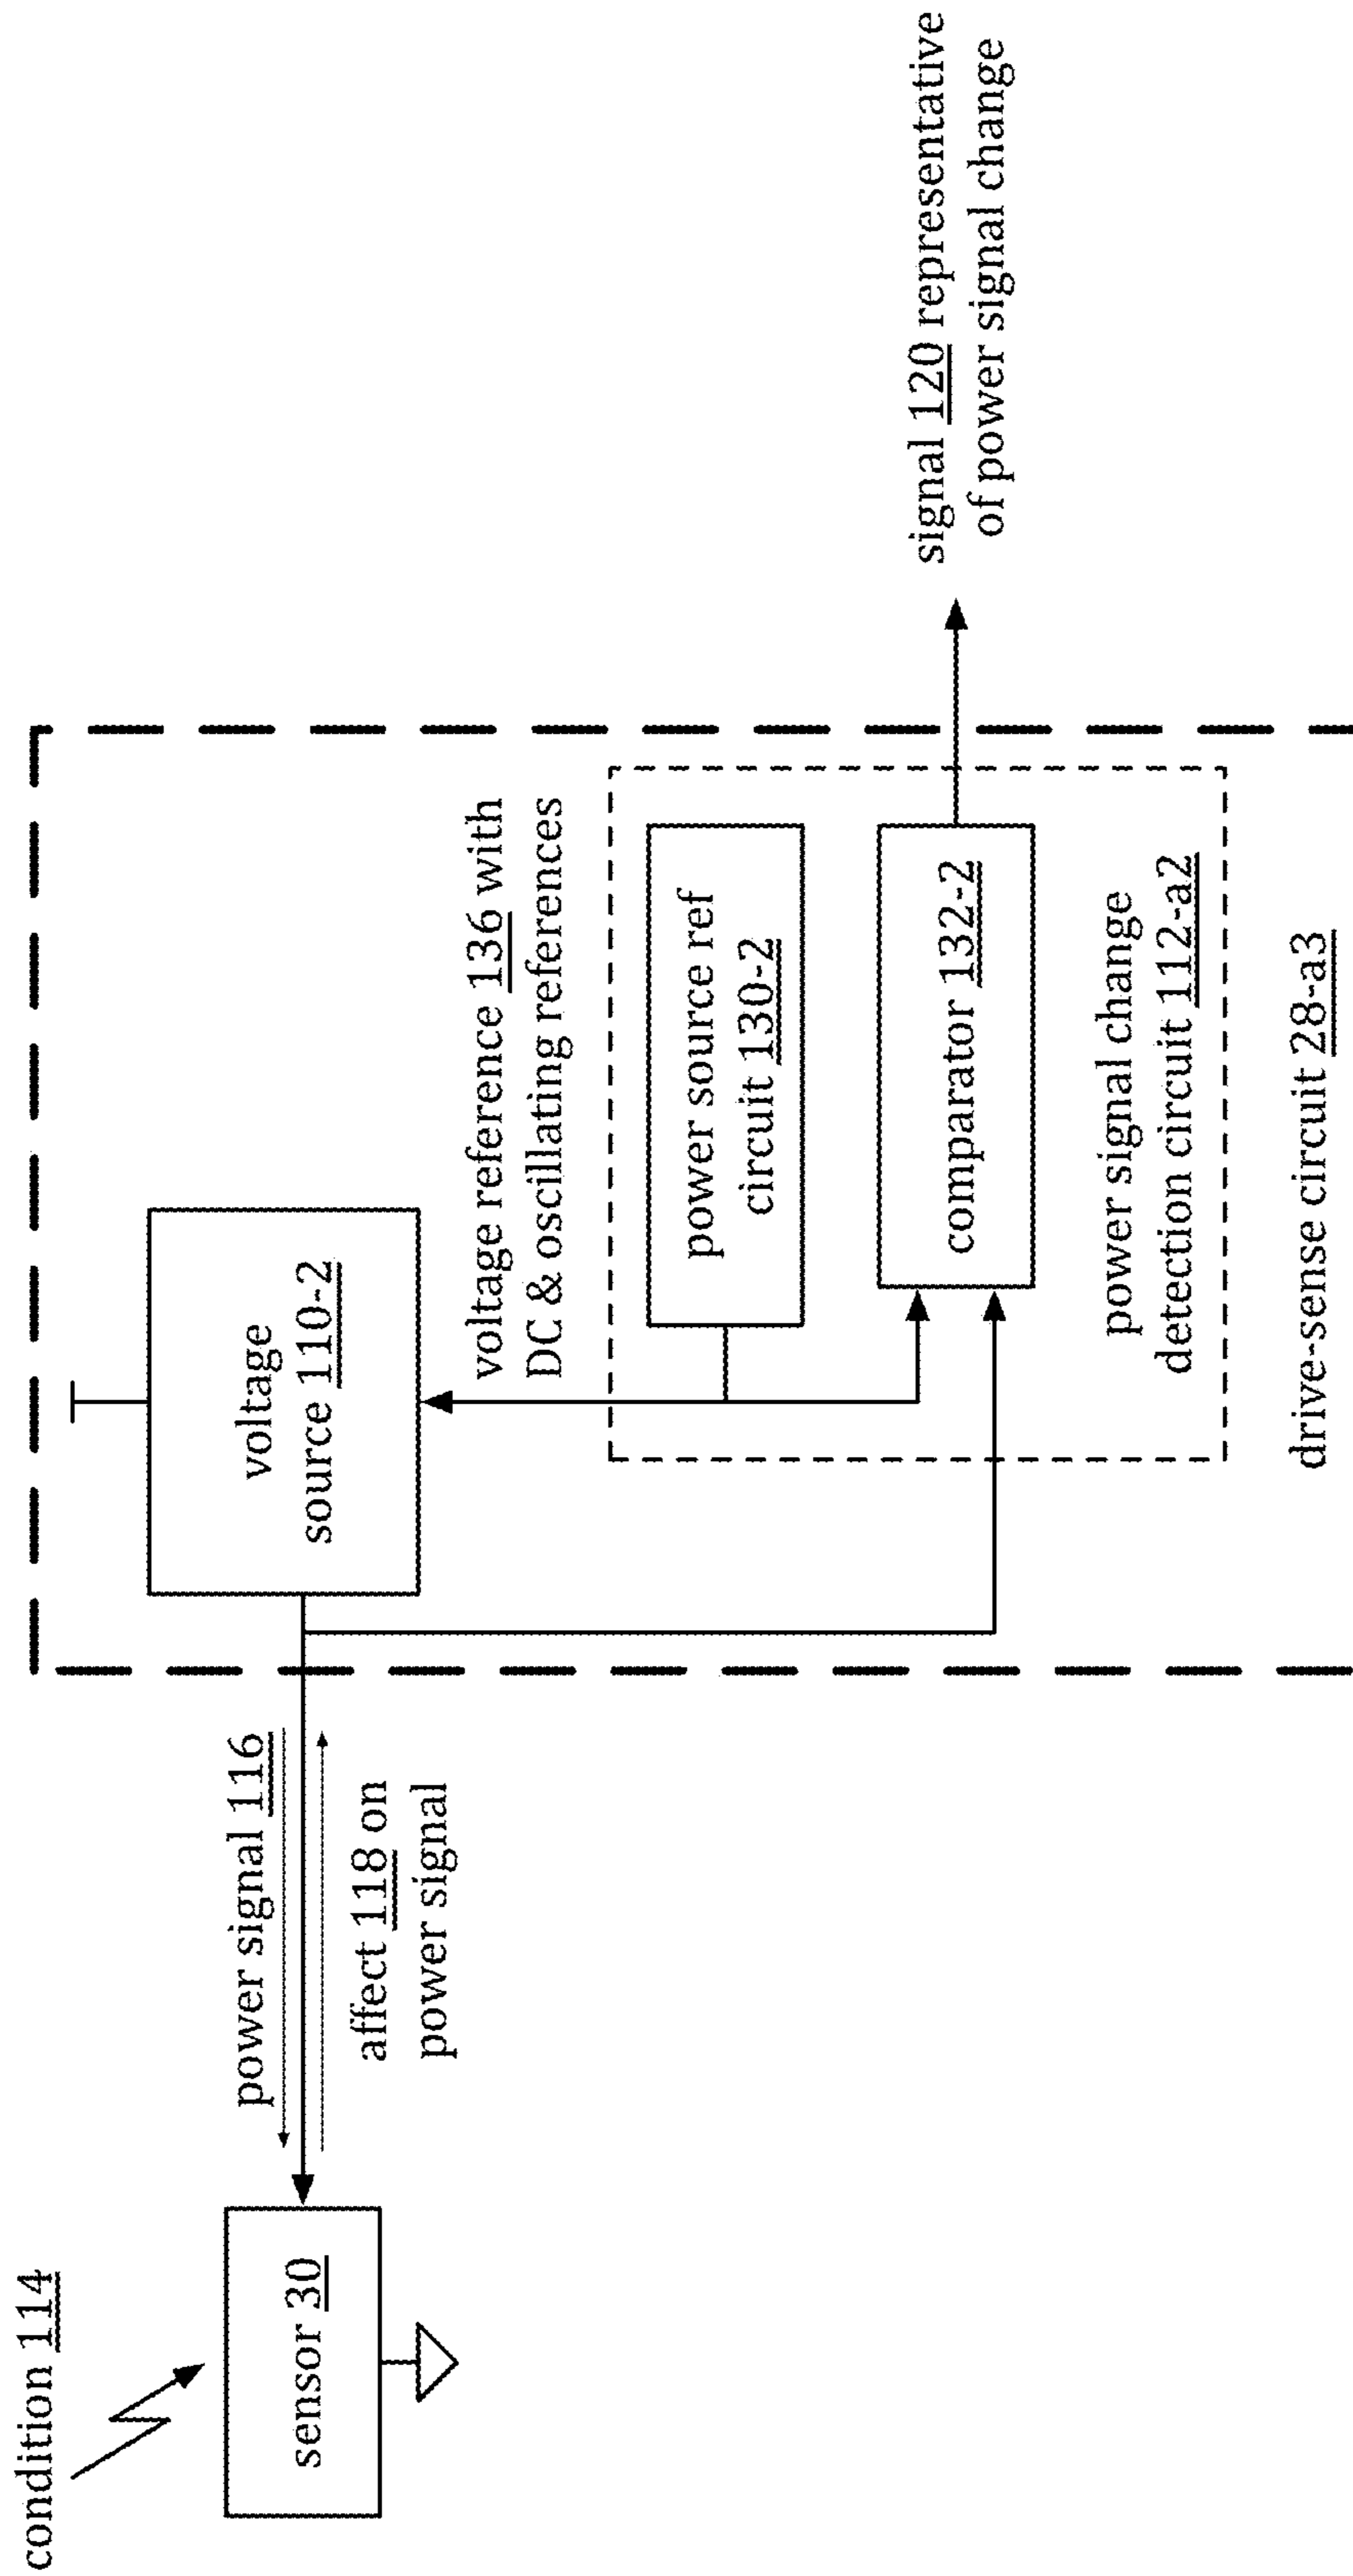 condition 114
sensor 30
power signal 116
affect 118 on
power signal
voltage
source 110-2
voltage reference 136 with
DC & oscillating references
power source ref
circuit 130-2
comparator 132-2
power signal change
detection circuit 112-a2
drive-sense circuit 28-a3
signal 120 representative
of power signal change